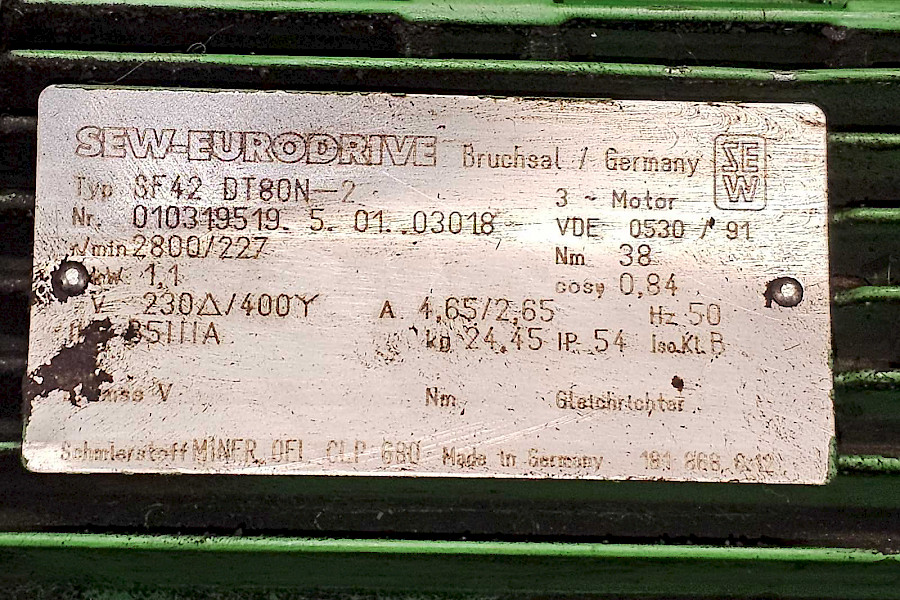 SEW-EURODRIVE Bruchsal / Germany SEW
Typ SF42 DT80N-2 3 ~ Motor
Nr. 010319519. 5. 01. .03018 VDE 0530 / 91
r/min 2800/227 Nm 38
kW 1,1 cosφ 0,84
V 230△/400Y A 4,65/2,65 Hz 50
B5IIIA kg 24.45 IP 54 Iso.Kl. B
V Nm Gleichrichter
Schmierstoff MINER. OEL CLP 680 Made in Germany 181 868 6.12